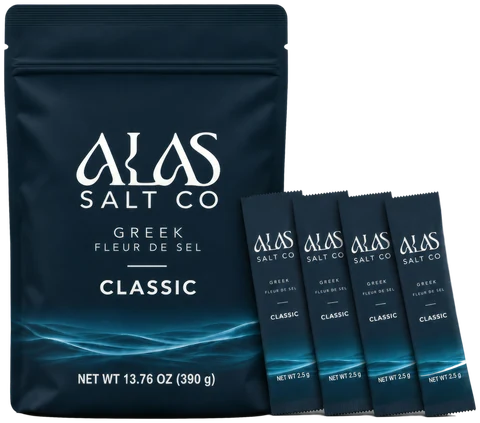 ALAS
SALT CO
GREEK
FLEUR DE SEL
CLASSIC
NET WT 13.76 OZ (390 g)
ALAS
SALT CO
GREEK
FLEUR DE SEL
CLASSIC
NET WT 2.5 g
ALAS
SALT CO
GREEK
FLEUR DE SEL
CLASSIC
NET WT 2.5 g
ALAS
SALT CO
GREEK
FLEUR DE SEL
CLASSIC
NET WT 2.5 g
ALAS
SALT CO
GREEK
FLEUR DE SEL
CLASSIC
NET WT 2.5 g